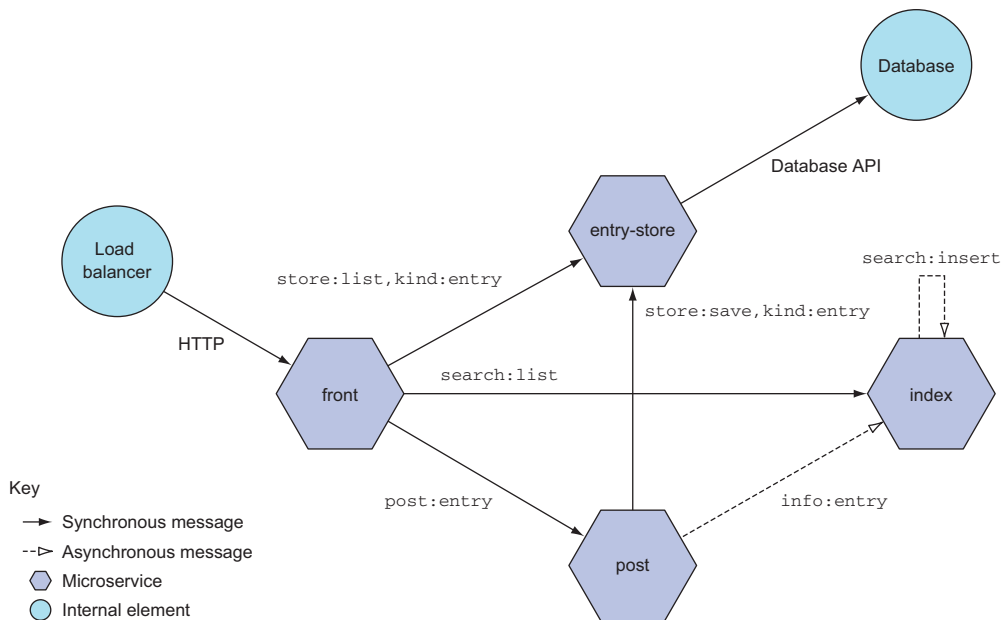 Database
Database API
entry-store
Load
balancer
search:insert
store:list,kind:entry
store:save,kind:entry
HTTP
search:list
front
index
Key
post:entry
info:entry
Synchronous message
Asynchronous message
post
Microservice
Internal element